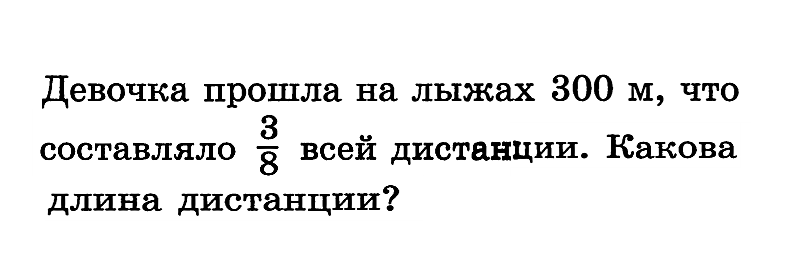 Девочка прошла на лыжах 300 м, что
составляло 3/8 всей дистанции. Какова
длина дистанции?